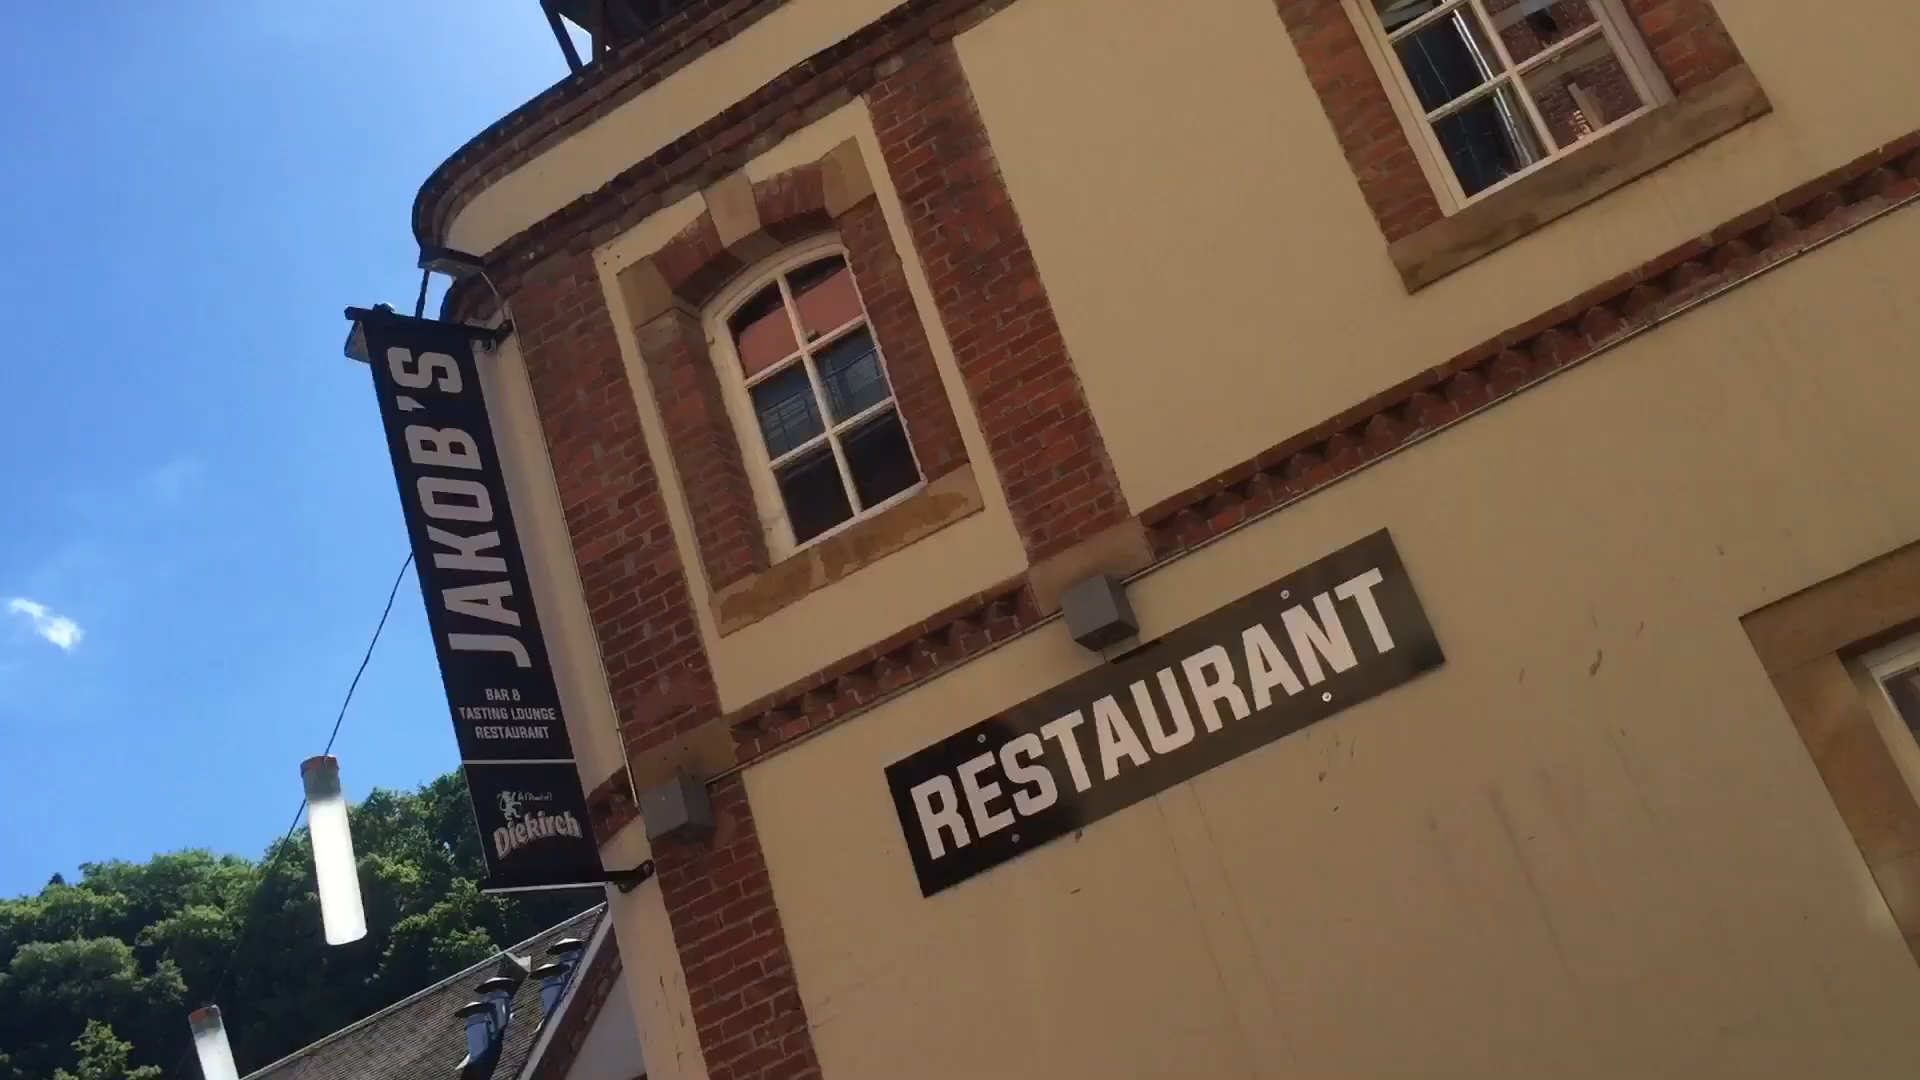 JAKOB'S
BAR &
TASTING LOUNGE
RESTAURANT
Diekirch
RESTAURANT